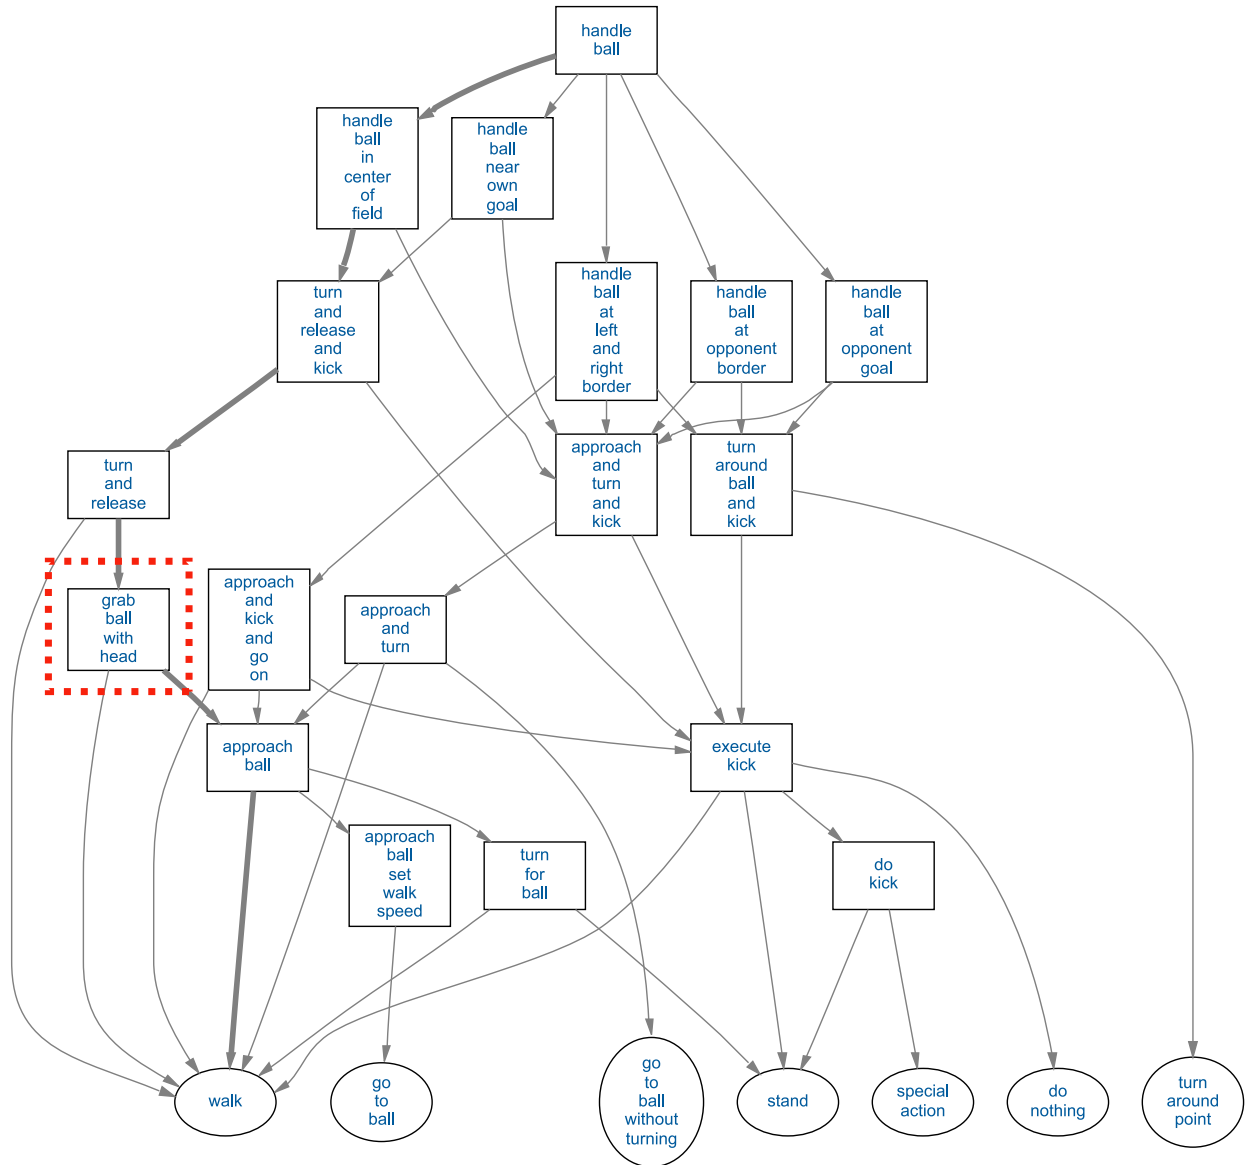 handle
ball
handle
ball
in
center
of
field
handle
ball
near
own
goal
turn
and
release
and
kick
handle
ball
at
left
and
right
border
handle
ball
at
opponent
border
handle
ball
at
opponent
goal
turn
and
release
approach
and
turn
and
kick
turn
around
ball
and
kick
grab
ball
with
head
approach
and
kick
and
go
on
approach
and
turn
approach
ball
execute
kick
approach
ball
set
walk
speed
turn
for
ball
do
kick
walk
go
to
ball
go
to
ball
without
turning
stand
special
action
do
nothing
turn
around
point